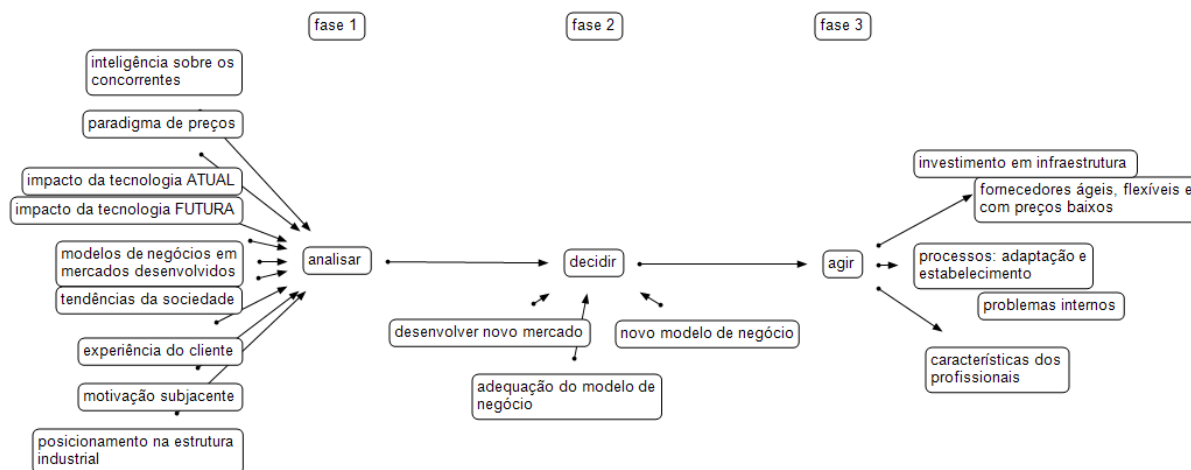 fase 1
fase 2
fase 3
inteligência sobre os
concorrentes
paradigma de preços
impacto da tecnologia ATUAL
impacto da tecnologia FUTURA
modelos de negócios em
mercados desenvolvidos
tendências da sociedade
experiência do cliente
motivação subjacente
posicionamento na estrutura
industrial
analisar
decidir
desenvolver novo mercado
novo modelo de negócio
adequação do modelo de
negócio
agir
investimento em infraestrutura
fornecedores ágeis, flexíveis e
com preços baixos
processos: adaptação e
estabelecimento
problemas internos
características dos
profissionais